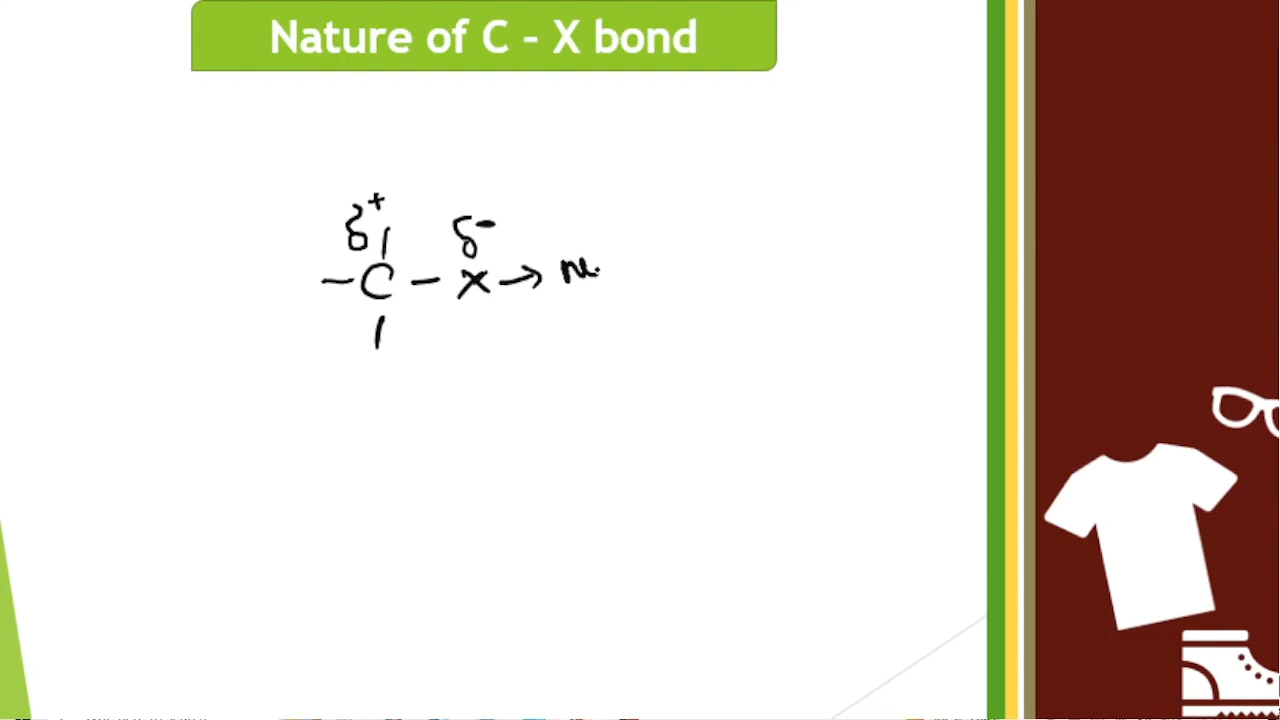 Nature of C – X bond
δ+ δ−
– C – X →